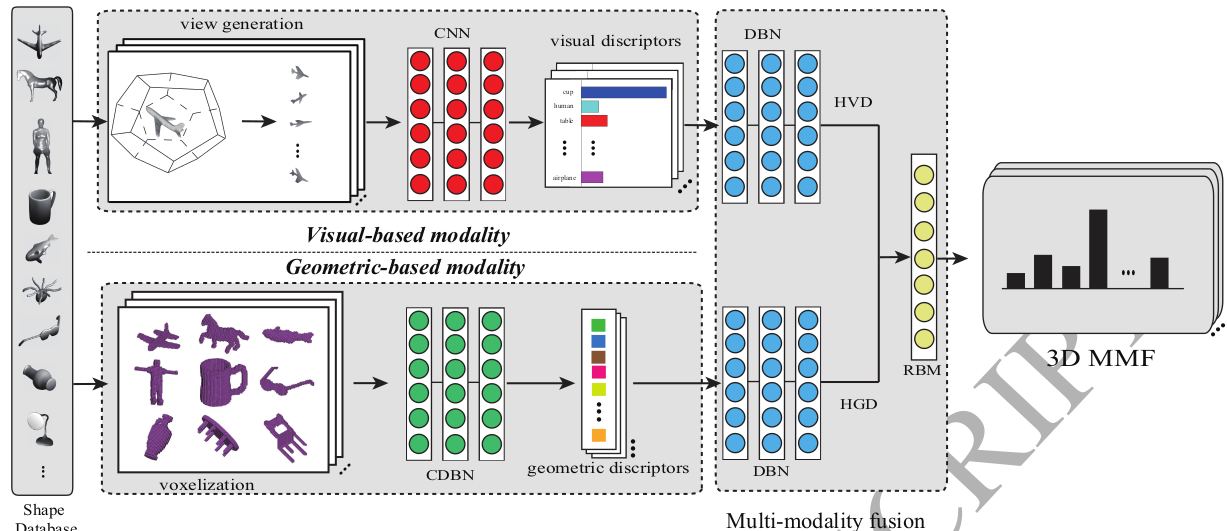 view generation
CNN
visual discriptors
cup
human
table
airplane
DBN
HVD
Visual-based modality
Geometric-based modality
voxelization
CDBN
geometric discriptors
DBN
HGD
RBM
3D MMF
Shape
Database
Multi-modality fusion
CRIPT